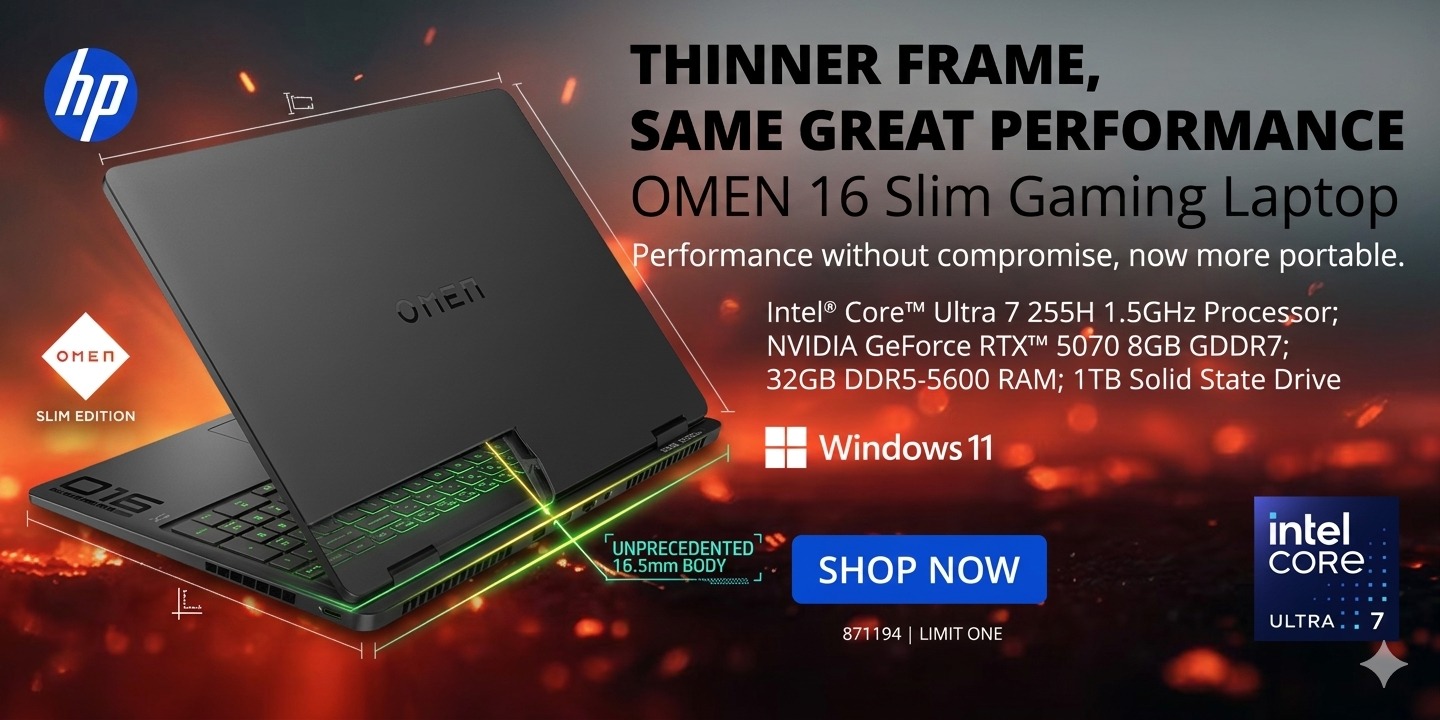 hp
THINNER FRAME,
SAME GREAT PERFORMANCE
OMEN 16 Slim Gaming Laptop
Performance without compromise, now more portable.
Intel® Core™ Ultra 7 255H 1.5GHz Processor;
NVIDIA GeForce RTX™ 5070 8GB GDDR7;
32GB DDR5-5600 RAM; 1TB Solid State Drive
Windows 11
OMEN
OMEN
SLIM EDITION
UNPRECEDENTED
16.5mm BODY
SHOP NOW
871194 | LIMIT ONE
intel
CORE
ULTRA 7